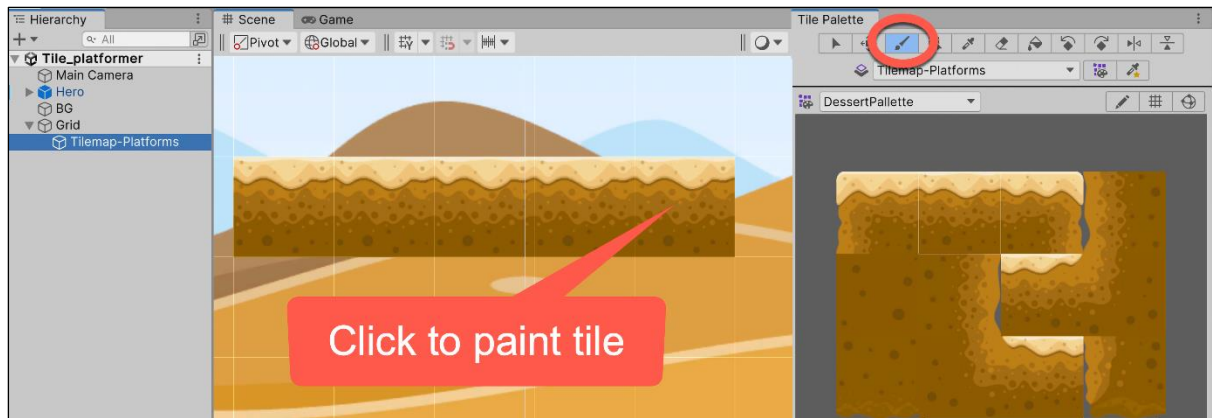 Hierarchy
All
Tile_platformer
Main Camera
Hero
BG
Grid
Tilemap-Platforms
Scene
Game
Pivot
Global
Click to paint tile
Tile Palette
Tilemap-Platforms
DessertPallette